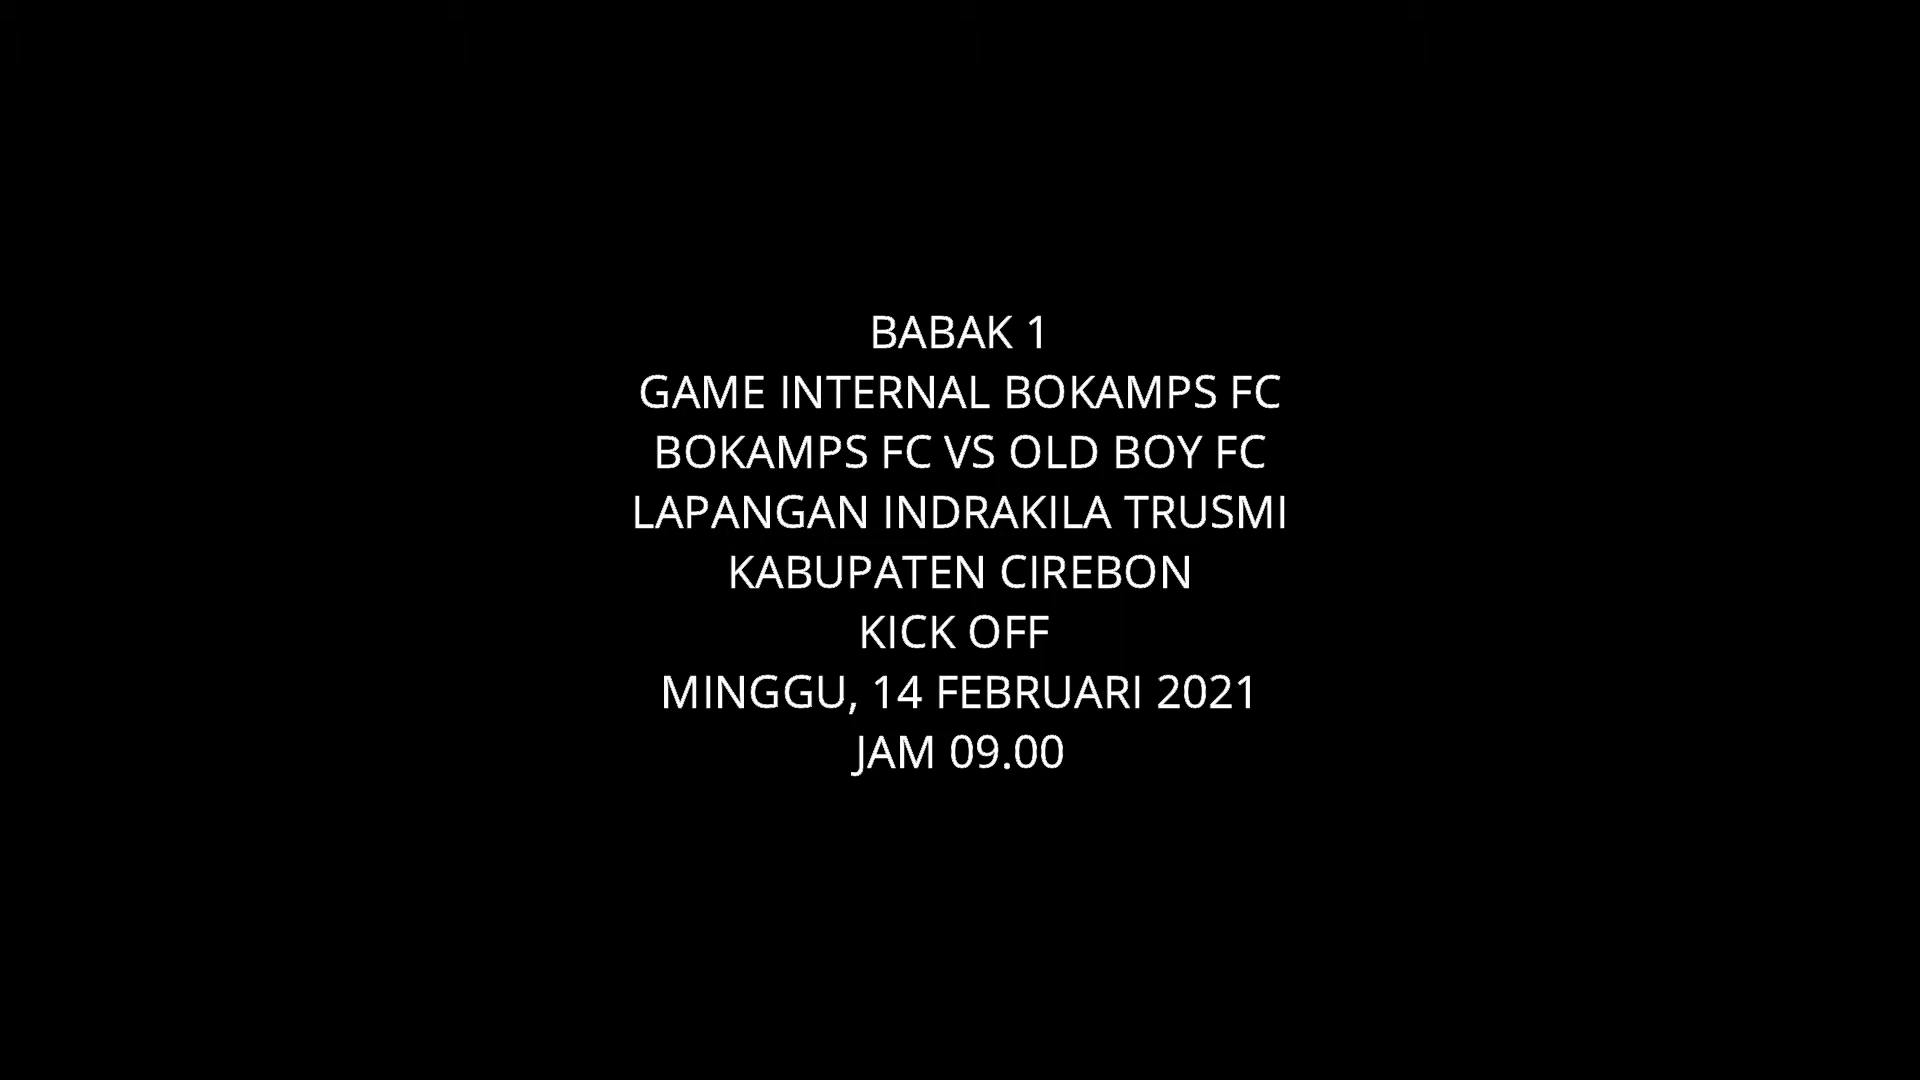 BABAK 1
GAME INTERNAL BOKAMPS FC
BOKAMPS FC VS OLD BOY FC
LAPANGAN INDRAKILA TRUSMI
KABUPATEN CIREBON
KICK OFF
MINGGU, 14 FEBRUARI 2021
JAM 09.00